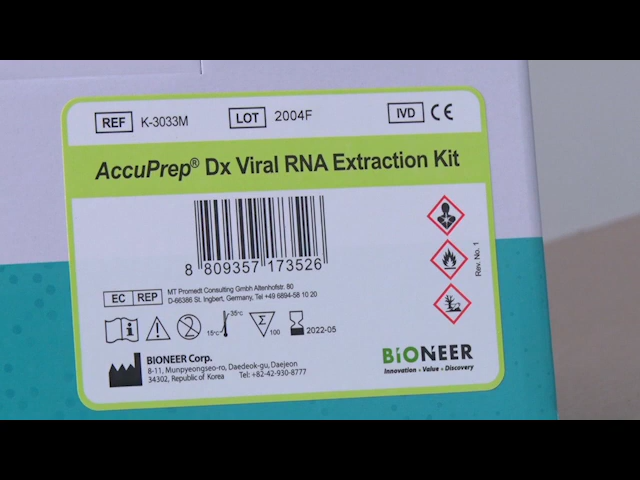 REF K-3033M LOT 2004F IVD CE
AccuPrep® Dx Viral RNA Extraction Kit
8 809357 173526
Rev. No. 1
EC REP
MT Promedt Consulting Gmbh Altenhofstr. 80
D-66386 St. Ingbert, Germany, Tel +49 6894-58 10 20
15℃ 35℃ Σ 100 2022-05
BIONEER Corp.
8-11, Munpyeongseo-ro, Daedeok-gu, Daejeon
34302, Republic of Korea Tel: +82-42-930-8777
BIONEER
Innovation • Value • Discovery